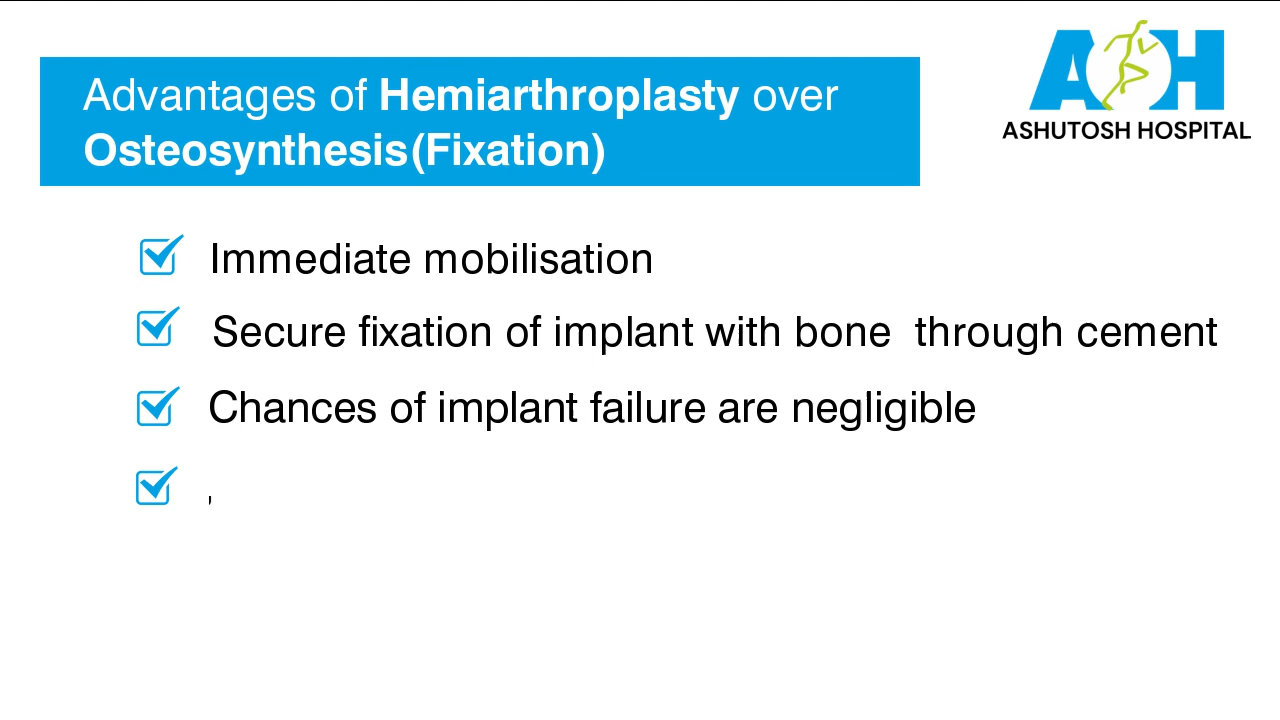 Advantages of Hemiarthroplasty over
Osteosynthesis(Fixation)
ASHUTOSH HOSPITAL
Immediate mobilisation
Secure fixation of implant with bone through cement
Chances of implant failure are negligible